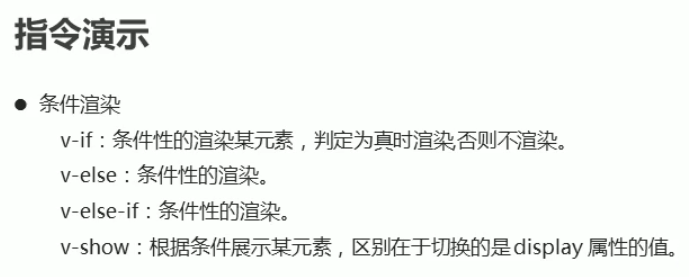 指令演示
● 条件渲染
v-if：条件性的渲染某元素，判定为真时渲染,否则不渲染。
v-else：条件性的渲染。
v-else-if：条件性的渲染。
v-show：根据条件展示某元素，区别在于切换的是display 属性的值。